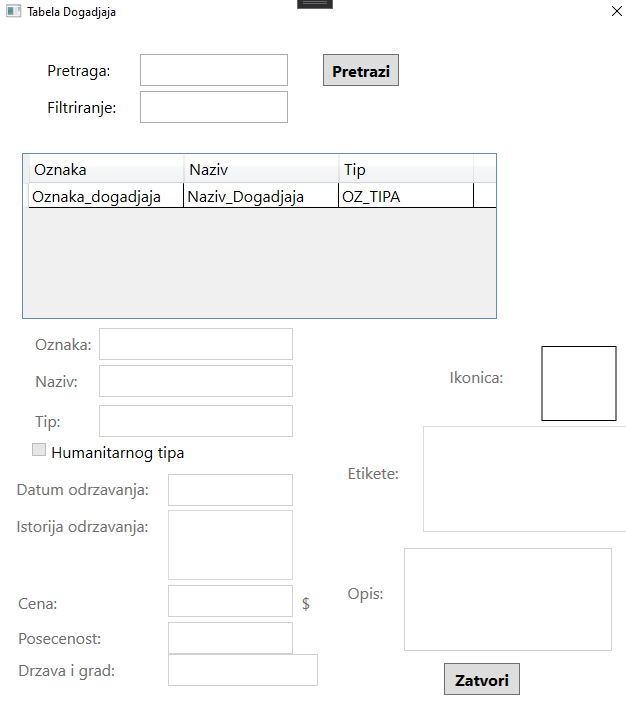 Tabela Dogadjaja
Pretraga:
Pretrazi
Filtriranje:
Oznaka Naziv Tip
Oznaka_dogadjaja Naziv_Dogadjaja OZ_TIPA
Oznaka:
Naziv:
Ikonica:
Tip:
Humanitarnog tipa
Etikete:
Datum odrzavanja:
Istorija odrzavanja:
Cena: $
Opis:
Posecenost:
Drzava i grad:
Zatvori